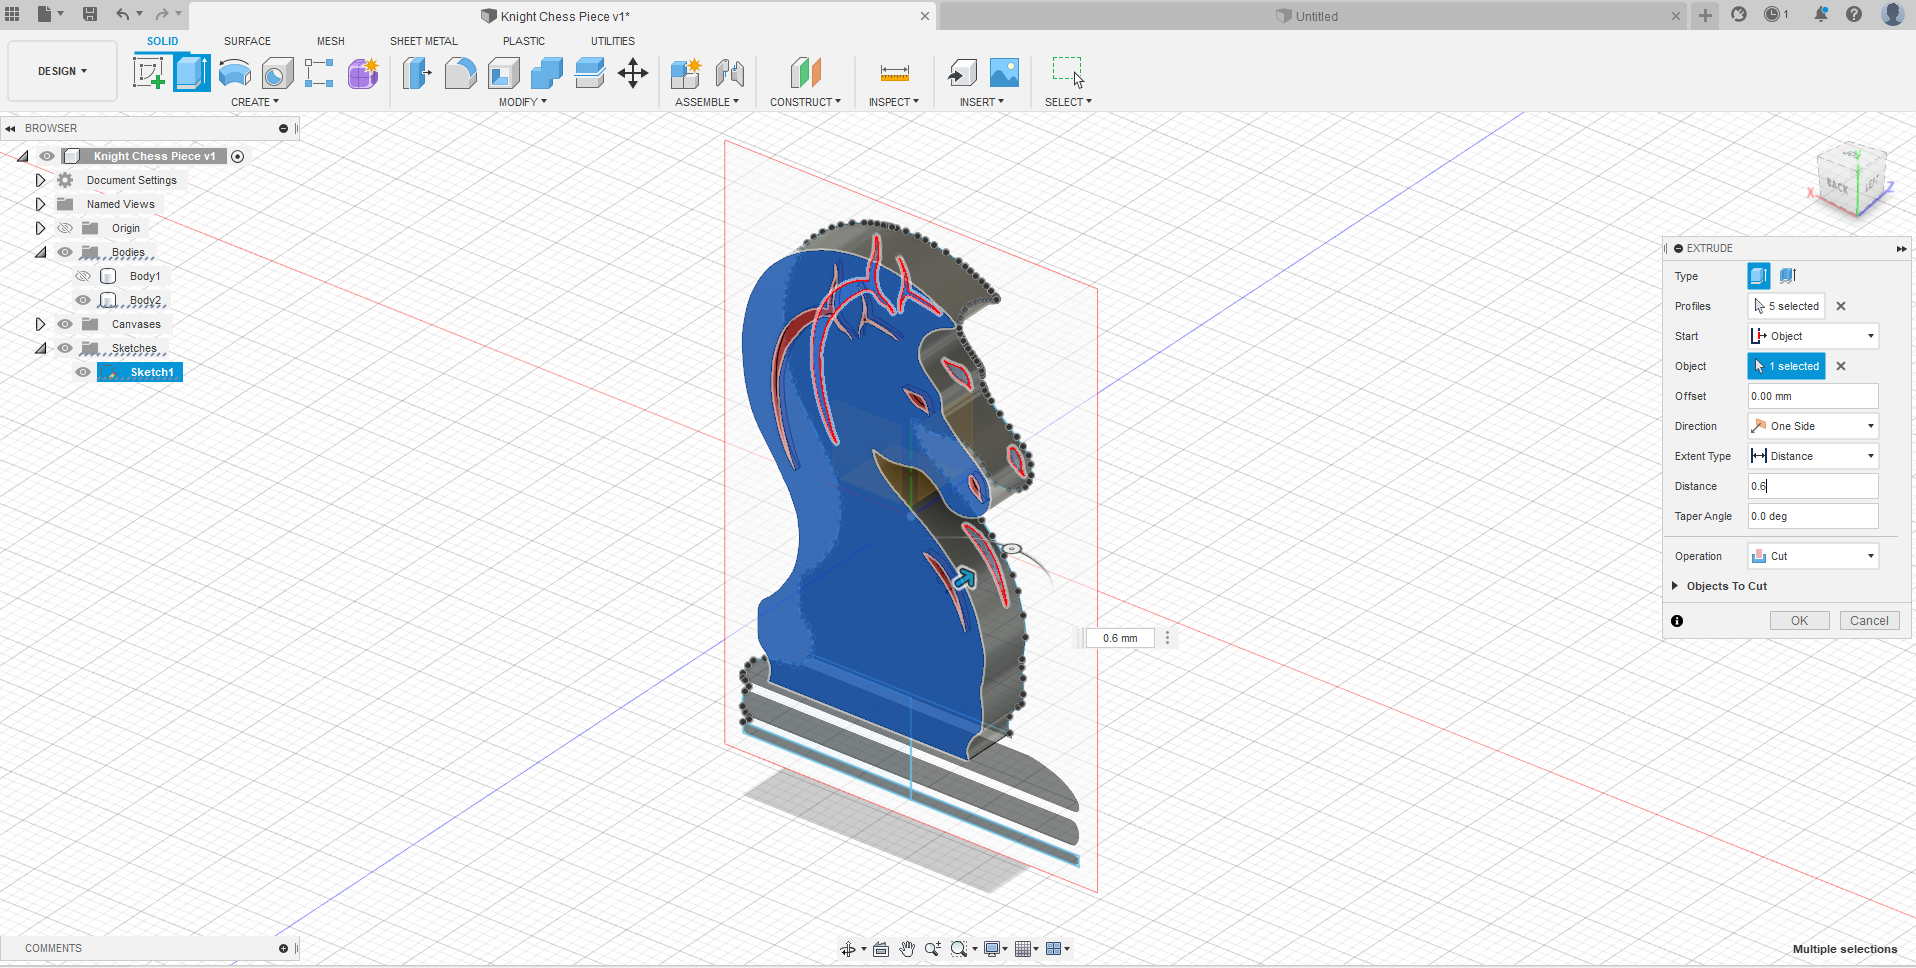 Knight Chess Piece v1*
Untitled
1
DESIGN
SOLID
SURFACE
MESH
SHEET METAL
PLASTIC
UTILITIES
CREATE
MODIFY
ASSEMBLE
CONSTRUCT
INSPECT
INSERT
SELECT
BROWSER
Knight Chess Piece v1
Document Settings
Named Views
Origin
Bodies
Body1
Body2
Canvases
Sketches
Sketch1
BACK
LEFT
X
Z
EXTRUDE
Type
Profiles
5 selected
Start
Object
Object
1 selected
Offset
0.00 mm
Direction
One Side
Extent Type
Distance
Distance
0.6
Taper Angle
0.0 deg
Operation
Cut
Objects To Cut
OK
Cancel
0.6 mm
COMMENTS
Multiple selections